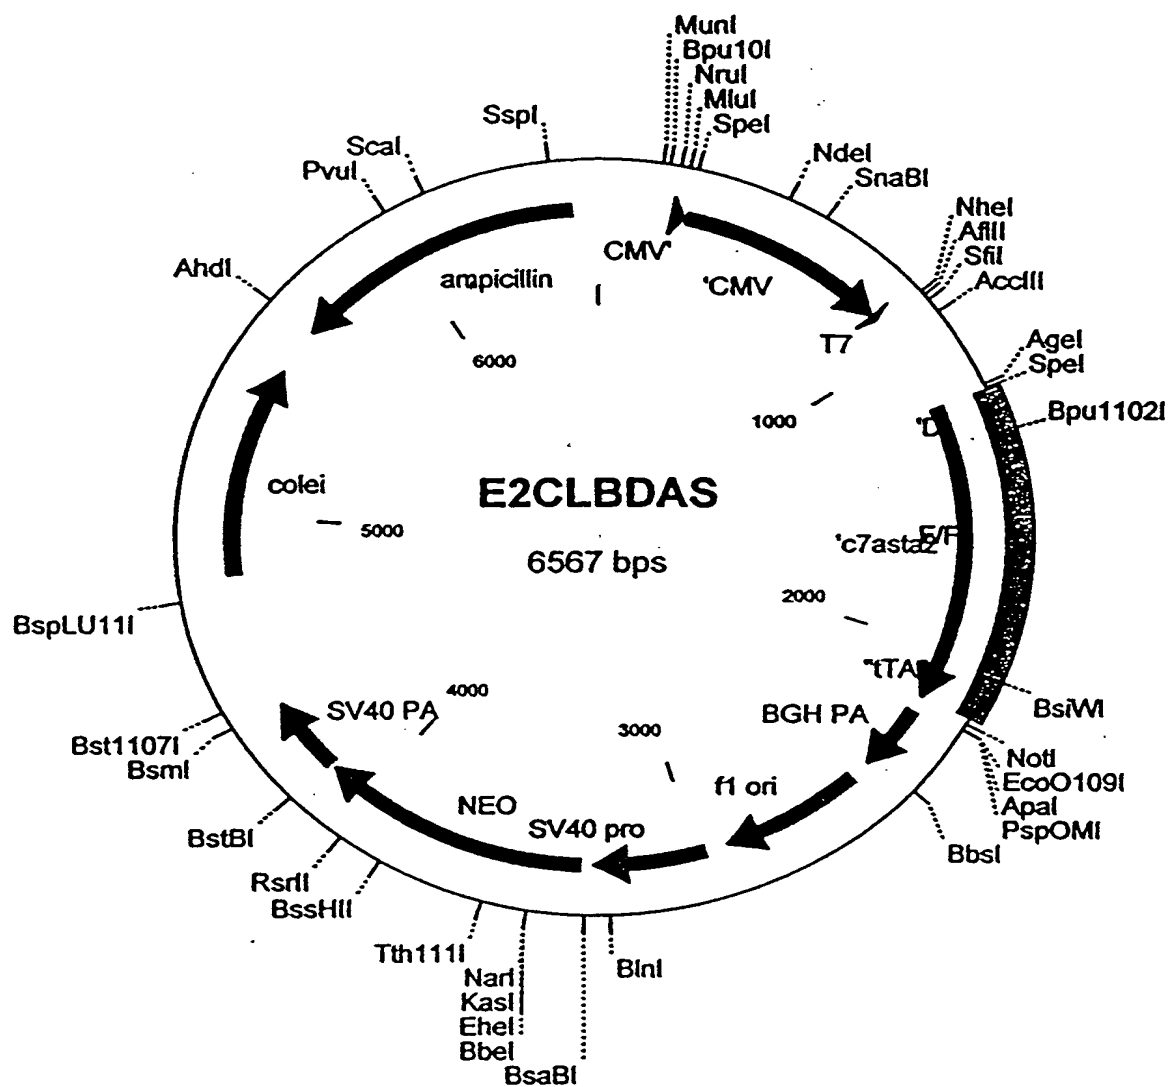 MunI
Bpu10I
NruI
MluI
SpeI
SspI
ScaI
PvuI
NdeI
SnaBI
NheI
AflII
SfiI
AccIII
AhdI
CMV'
'CMV
ampicillin
T7
6000
AgeI
SpeI
Bpu1102I
1000
'D
colei
E2CLBDAS
5000
6567 bps
'c7asta2
E/F
2000
BspLU11I
SV40 PA
4000
BGH PA
BsiWI
Bst1107I
BsmI
3000
NotI
EcoO109I
ApaI
PspOMI
f1 ori
NEO
SV40 pro
BstBI
BbsI
RsrII
BssHII
Tth111I
BlnI
NarI
KasI
EheI
BbeI
BsaBI